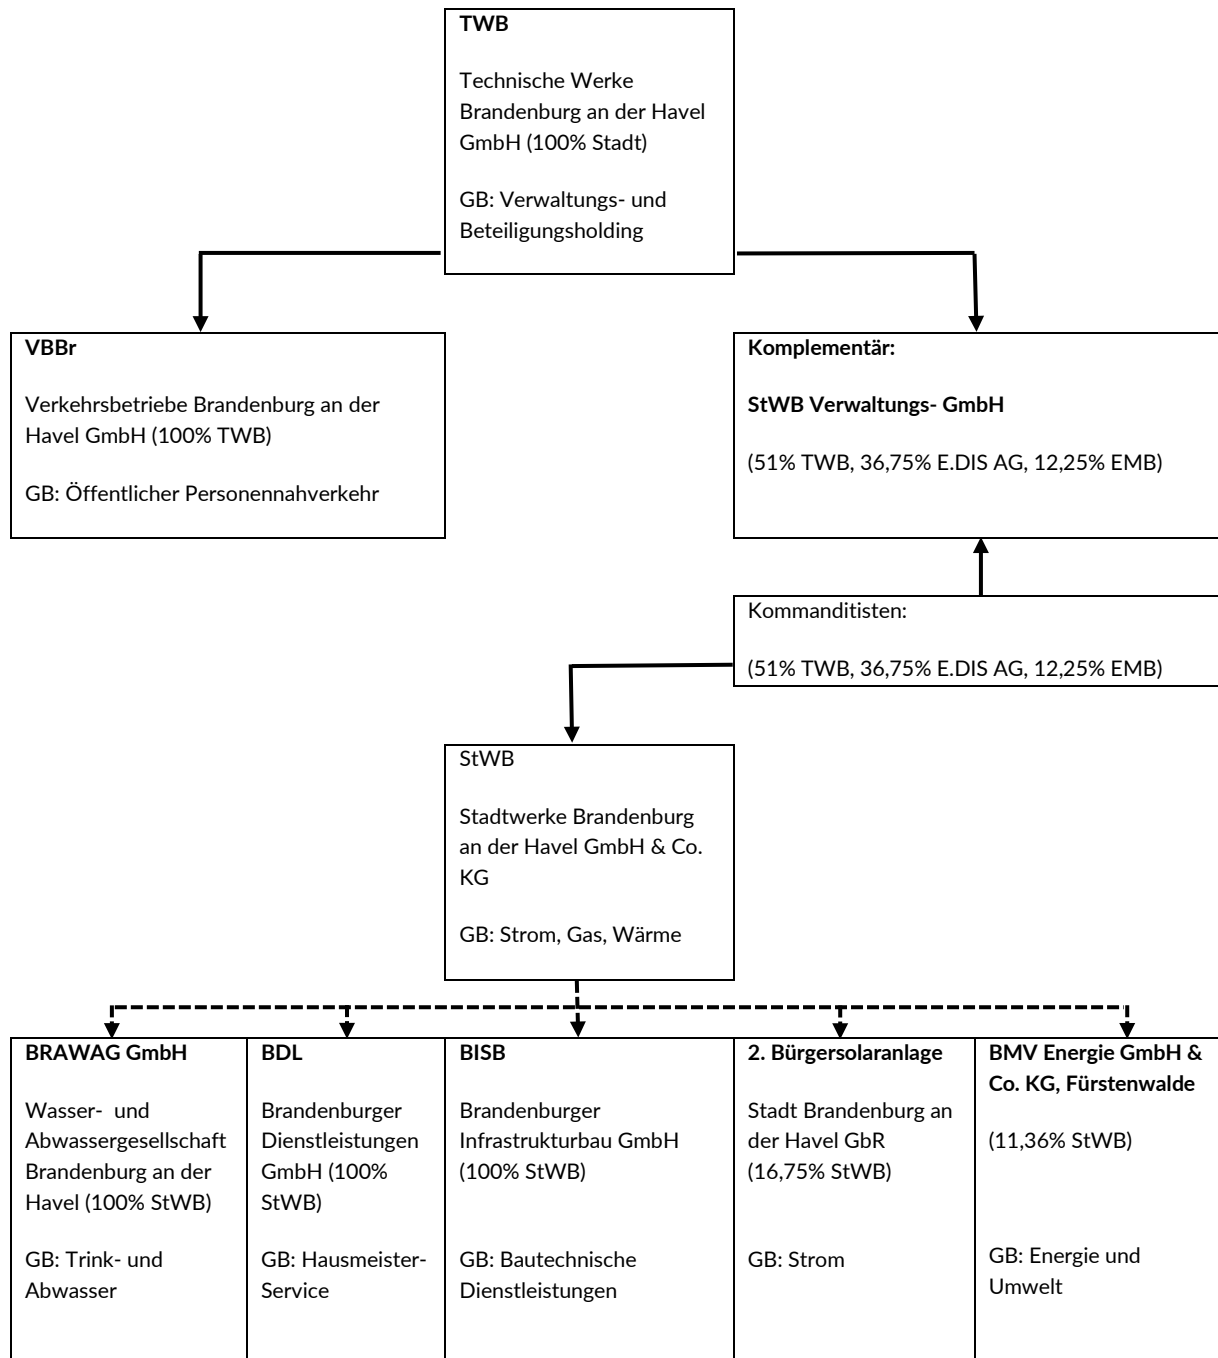 TWB
Technische Werke
Brandenburg an der Havel
GmbH (100% Stadt)
GB: Verwaltungs- und
Beteiligungsholding
VBBr
Verkehrsbetriebe Brandenburg an der
Havel GmbH (100% TWB)
GB: Öffentlicher Personennahverkehr
Komplementär:
StWB Verwaltungs- GmbH
(51% TWB, 36,75% E.DIS AG, 12,25% EMB)
Kommanditisten:
(51% TWB, 36,75% E.DIS AG, 12,25% EMB)
StWB
Stadtwerke Brandenburg
an der Havel GmbH & Co.
KG
GB: Strom, Gas, Wärme
BRAWAG GmbH
Wasser- und
Abwassergesellschaft
Brandenburg an der
Havel (100% StWB)
GB: Trink- und
Abwasser
BDL
Brandenburger
Dienstleistungen
GmbH (100%
StWB)
GB: Hausmeister-
Service
BISB
Brandenburger
Infrastrukturbau GmbH
(100% StWB)
GB: Bautechnische
Dienstleistungen
2. Bürgersolaranlage
Stadt Brandenburg an
der Havel GbR
(16,75% StWB)
GB: Strom
BMV Energie GmbH &
Co. KG, Fürstenwalde
(11,36% StWB)
GB: Energie und
Umwelt